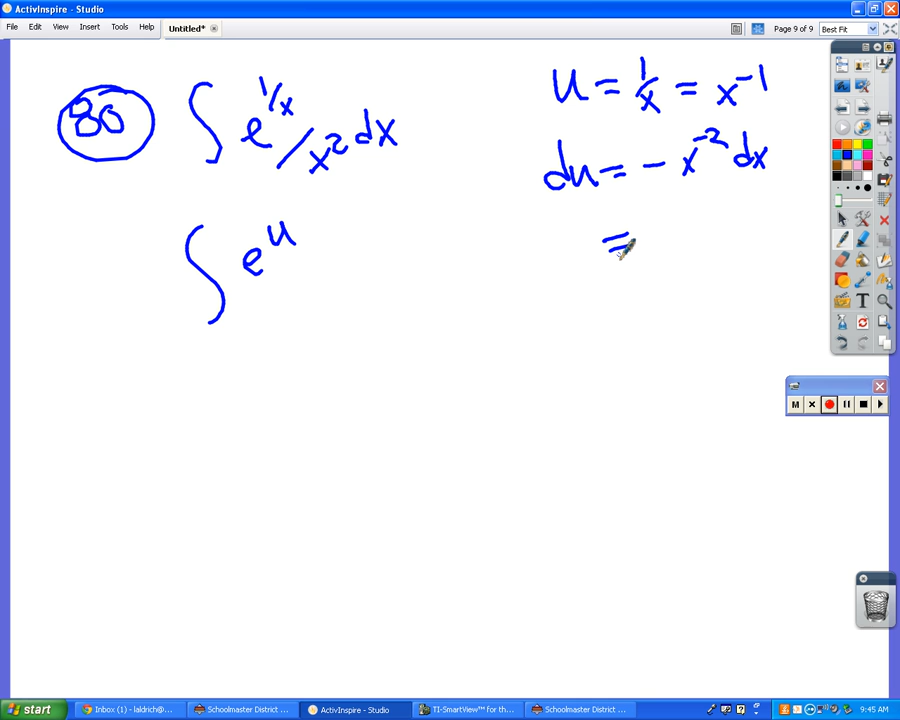 ActivInspire - Studio
File Edit View Insert Tools Help Untitled* Page 9 of 9 Best Fit
80 ∫ e^{1/x} / x² dx
u = 1/x = x^{-1}
du = - x^{-2} dx
∫ e^u
=
M
start Inbox (1) - laldrich@... Schoolmaster District ... ActivInspire - Studio TI-SmartView™ for th... Schoolmaster District ... 9:45 AM